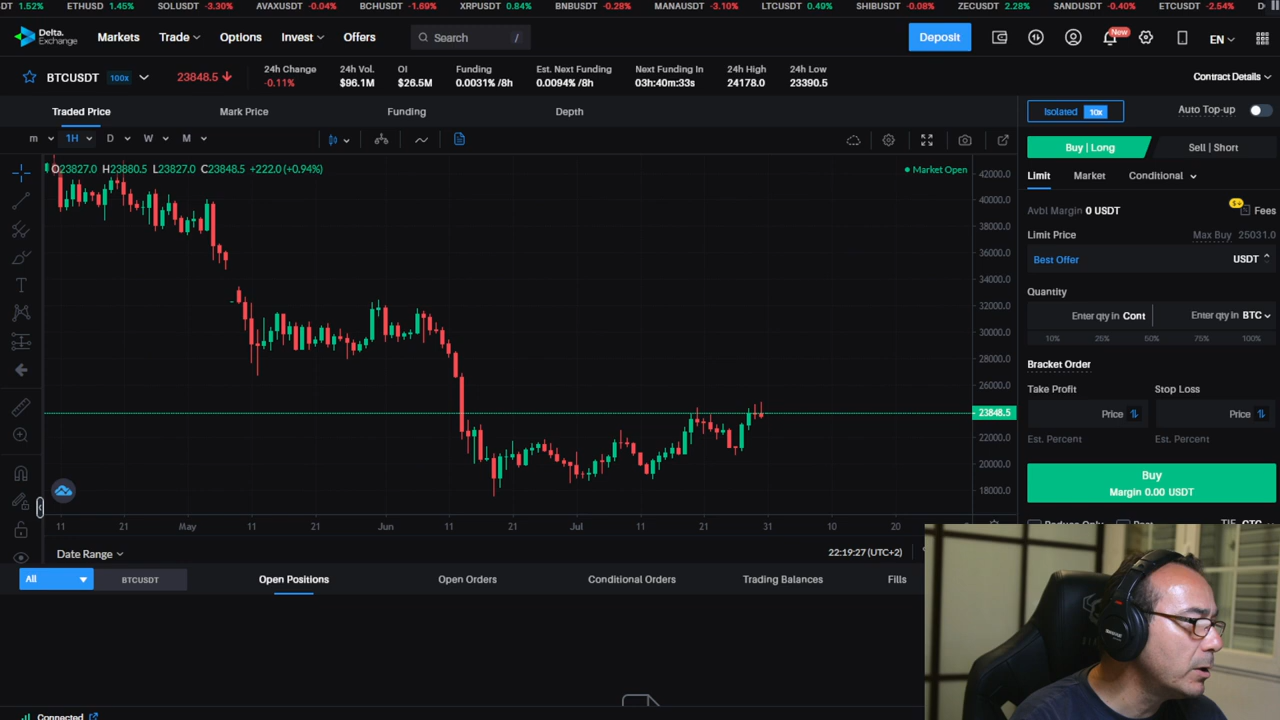 DT 1.52% ETHUSD 1.45% SOLUSDT -3.30% AVAXUSDT -0.04% BCHUSDT -1.69% XRPUSDT 0.84% BNBUSDT -0.28% MANAUSDT -3.10% LTCUSDT 0.49% SHIBUSDT -0.08% ZECUSDT 2.28% SANDUSDT -0.40% ETCUSDT -2.54%
Delta. Exchange Markets Trade Options Invest Offers Search / Deposit New EN
BTCUSDT 100x 23848.5
24h Change -0.11%
24h Vol. $96.1M
OI $26.5M
Funding 0.0031% /8h
Est. Next Funding 0.0094% /8h
Next Funding In 03h:40m:33s
24h High 24178.0
24h Low 23390.5
Contract Details
Traded Price Mark Price Funding Depth
m 1H D W M
O23827.0 H23880.5 L23827.0 C23848.5 +222.0 (+0.94%)
Market Open
42000.0
40000.0
38000.0
36000.0
34000.0
32000.0
30000.0
28000.0
26000.0
23848.5
22000.0
20000.0
18000.0
11 21 May 11 21 Jun 11 21 Jul 11 21 31 10 20
Date Range 22:19:27 (UTC+2)
All BTCUSDT Open Positions Open Orders Conditional Orders Trading Balances Fills
Connected
Isolated 10x Auto Top-up
Buy | Long Sell | Short
Limit Market Conditional
Avbl Margin 0 USDT Fees
Limit Price Max Buy 25031.0
Best Offer USDT
Quantity
Enter qty in Cont Enter qty in BTC
10% 25% 50% 75% 100%
Bracket Order
Take Profit Stop Loss
Price Price
Est. Percent Est. Percent
Buy
Margin 0.00 USDT